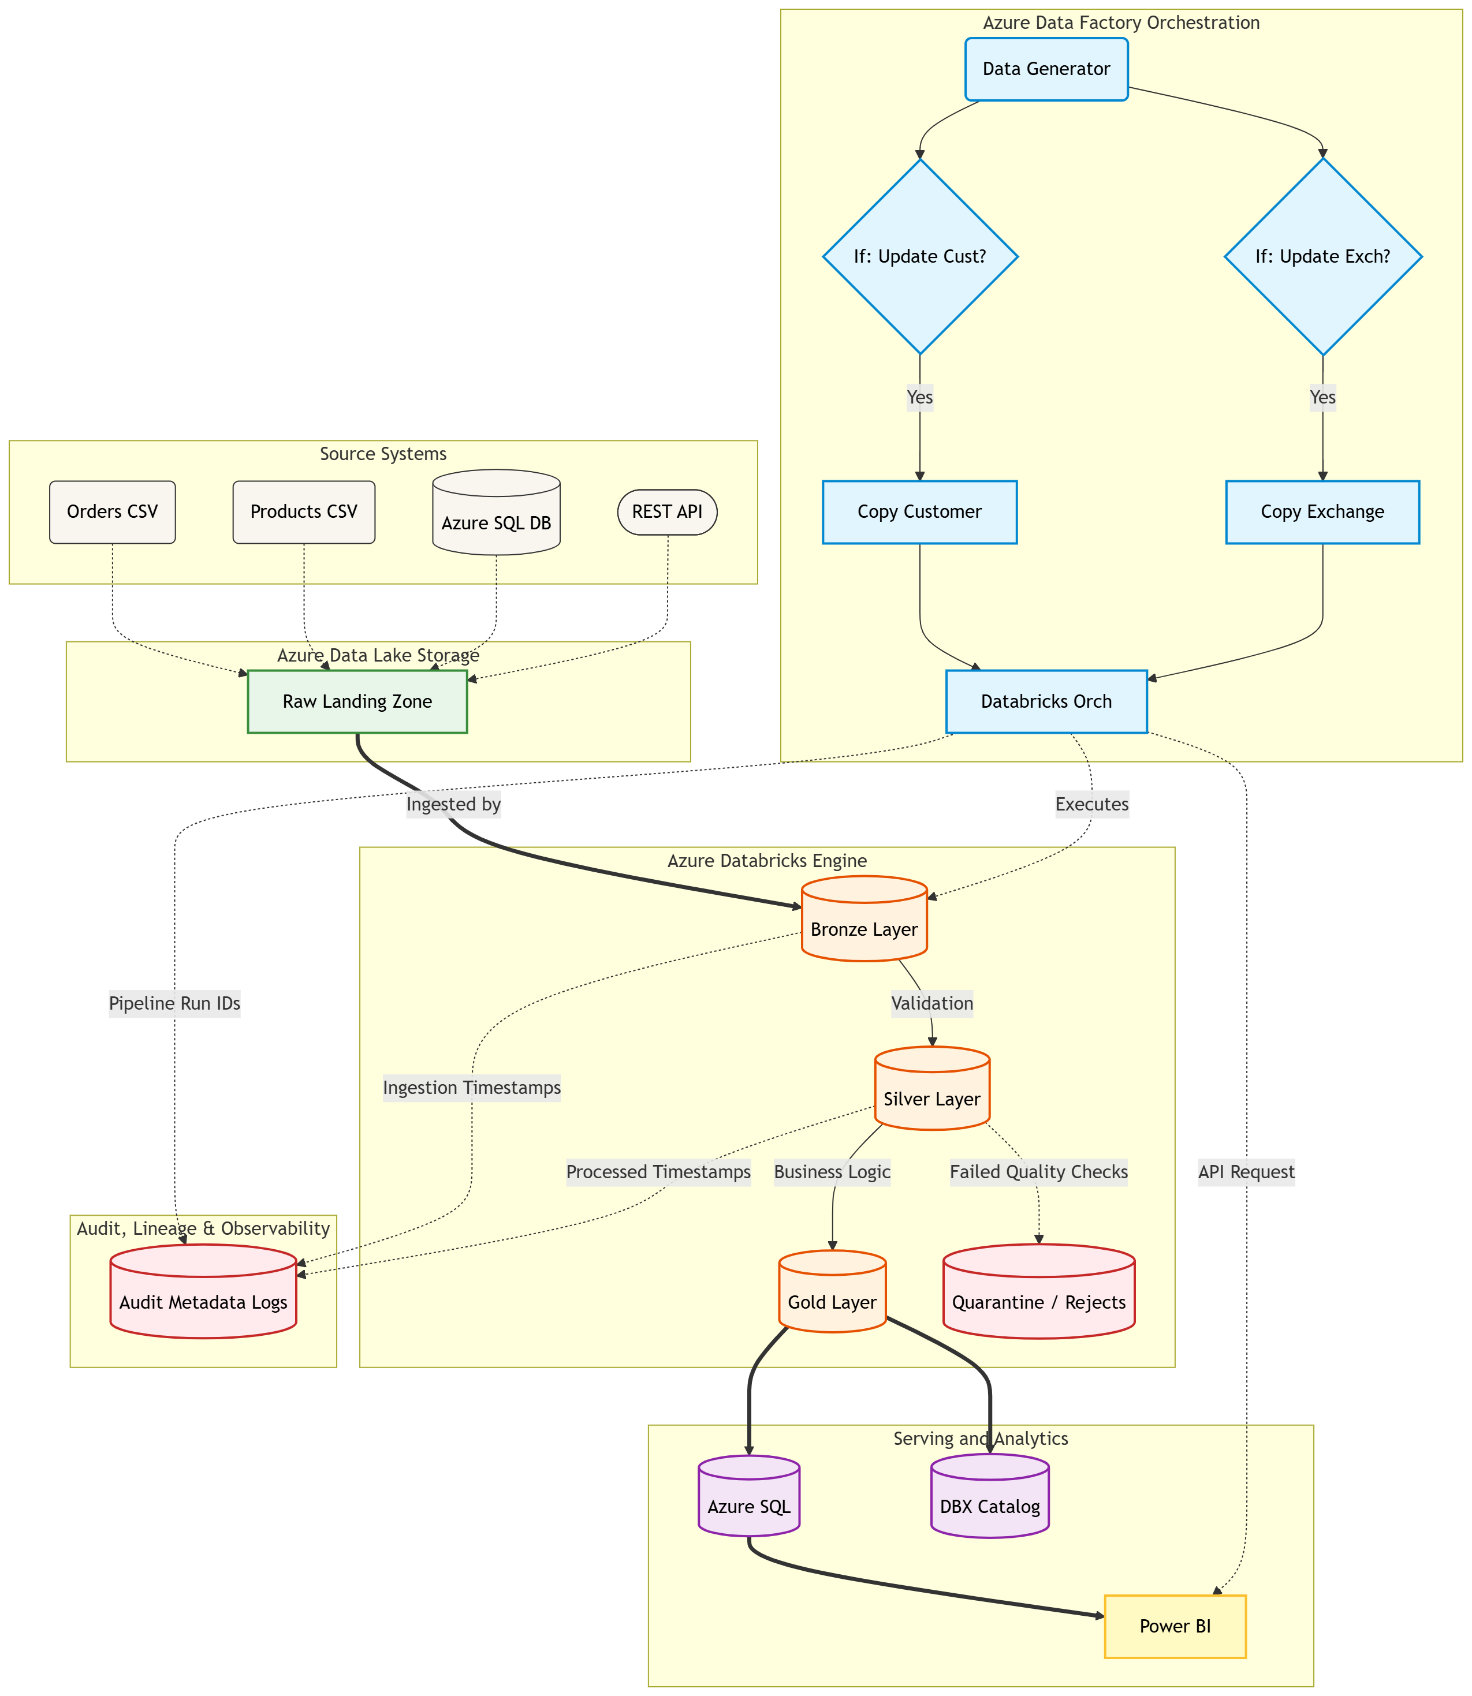 Azure Data Factory Orchestration
Data Generator
If: Update Cust?
If: Update Exch?
Yes
Yes
Source Systems
Orders CSV
Products CSV
Azure SQL DB
REST API
Copy Customer
Copy Exchange
Azure Data Lake Storage
Raw Landing Zone
Databricks Orch
Ingested by
Executes
Azure Databricks Engine
Bronze Layer
Pipeline Run IDs
Validation
Ingestion Timestamps
Silver Layer
Processed Timestamps
Business Logic
Failed Quality Checks
API Request
Audit, Lineage & Observability
Audit Metadata Logs
Gold Layer
Quarantine / Rejects
Serving and Analytics
Azure SQL
DBX Catalog
Power BI